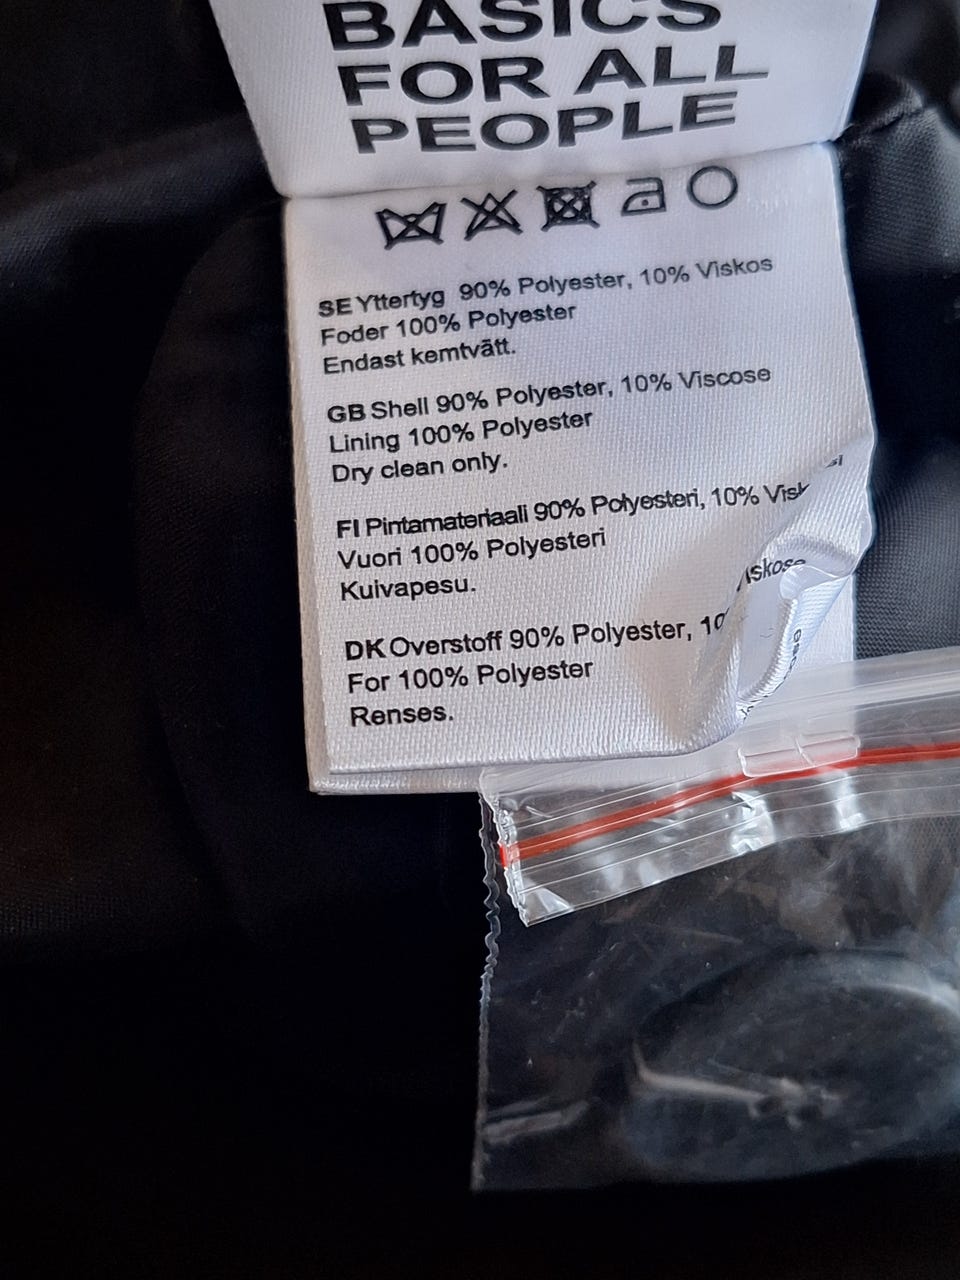 BASICS
FOR ALL
PEOPLE
SE Yttertyg 90% Polyester, 10% Viskos
Foder 100% Polyester
Endast kemtvätt.
GB Shell 90% Polyester, 10% Viscose
Lining 100% Polyester
Dry clean only.
FI Pintamateriaali 90% Polyesteri, 10% Visk
Vuori 100% Polyesteri
Kuivapesu.
DK Overstoff 90% Polyester, 10
For 100% Polyester
Renses.